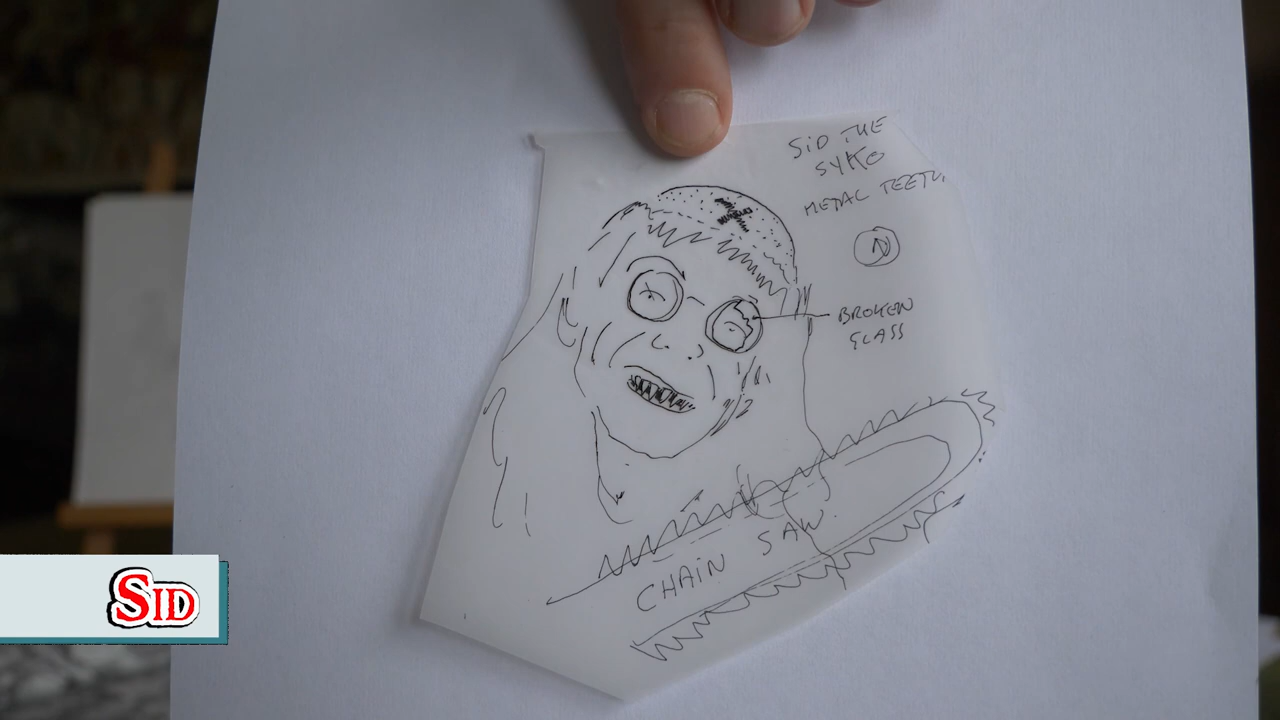 SID THE
SYKO
METAL TEETH.
N
BROKEN
GLASS
CHAIN SAW.
SID